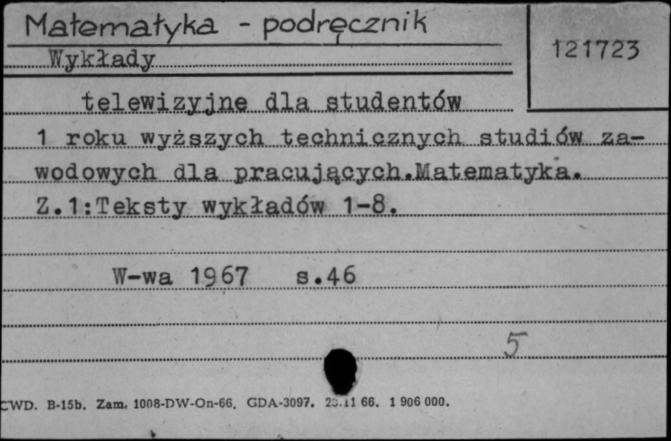 Matematyka - podręcznik
121723
Wykłady
telewizyjne dla studentów
1 roku wyższych technicznych studiów za-
wodowych dla pracujących.Matematyka.
Z.1:Teksty wykładów 1-8.
W-wa 1967 s.46
5
CWD. B-15b. Zam. 1008-DW-On-66. GDA-3097. 66. 1 906 000.